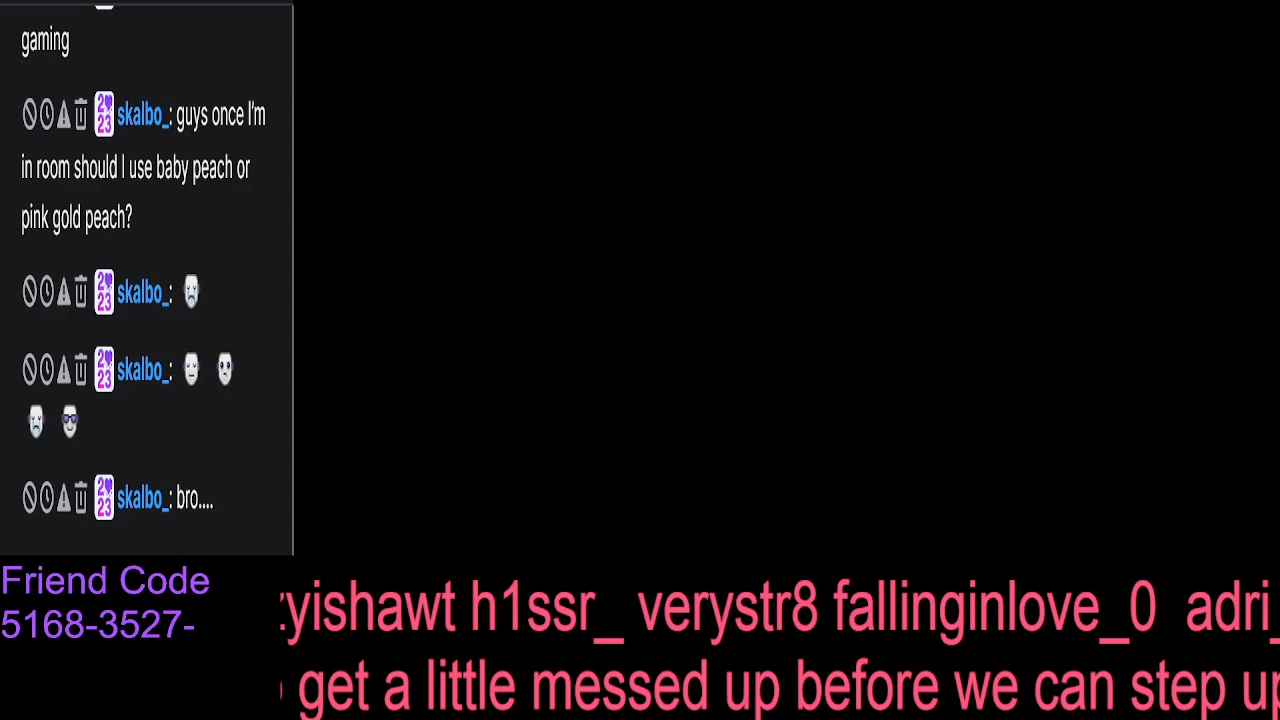 gaming
skalbo_: guys once I'm
in room should I use baby peach or
pink gold peach?
skalbo_:
skalbo_:
skalbo_: bro....
Friend Code
5168-3527-
yishawt h1ssr_ verystr8 fallinginlove_0 adri_
get a little messed up before we can step up